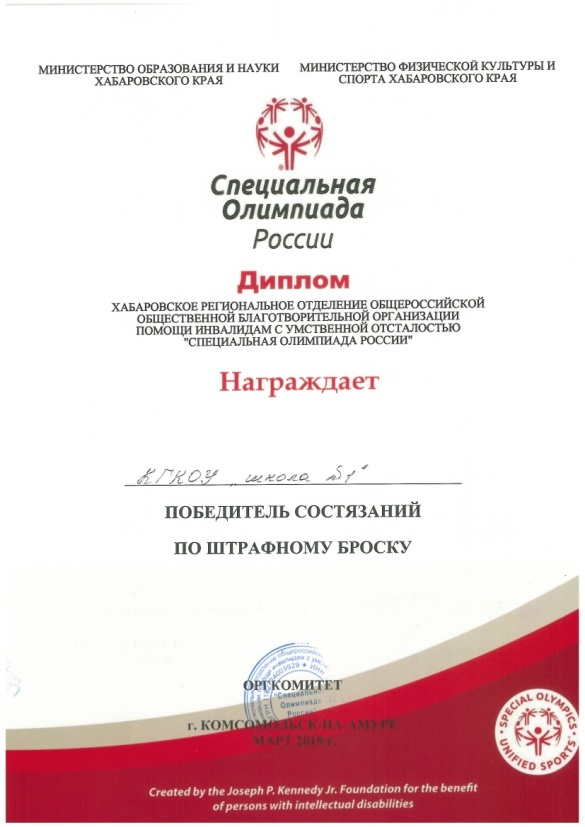 МИНИСТЕРСТВО ОБРАЗОВАНИЯ И НАУКИ
ХАБАРОВСКОГО КРАЯ
МИНИСТЕРСТВО ФИЗИЧЕСКОЙ КУЛЬТУРЫ И
СПОРТА ХАБАРОВСКОГО КРАЯ
Специальная
Олимпиада
России
Диплом
ХАБАРОВСКОЕ РЕГИОНАЛЬНОЕ ОТДЕЛЕНИЕ ОБЩЕРОССИЙСКОЙ
ОБЩЕСТВЕННОЙ БЛАГОТВОРИТЕЛЬНОЙ ОРГАНИЗАЦИИ
ПОМОЩИ ИНВАЛИДАМ С УМСТВЕННОЙ ОТСТАЛОСТЬЮ
"СПЕЦИАЛЬНАЯ ОЛИМПИАДА РОССИИ"
Награждает
КГКОУ „школа
ПОБЕДИТЕЛЬ СОСТЯЗАНИЙ
ПО ШТРАФНОМУ БРОСКУ
"Специальная
Олимпиада
России"
ОРГКОМИТЕТ
г. КОМСОМОЛЬСК-НА-АМУРЕ
МАРТ 2019 г.
SPECIAL OLYMPICS
UNIFIED SPORTS
Created by the Joseph P. Kennedy Jr. Foundation for the benefit
of persons with intellectual disabilities